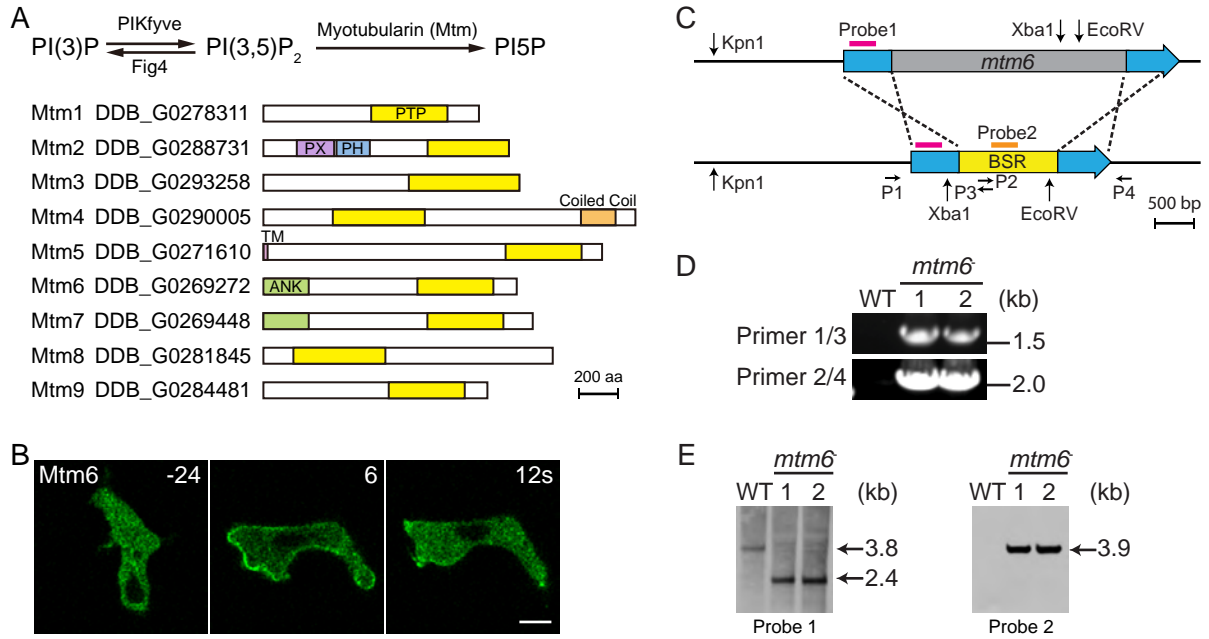 A
PIKfyve
PI(3)P
PI(3,5)P2
Myotubularin (Mtm)
PI5P
Fig4
Mtm1 DDB_G0278311
PTP
Mtm2 DDB_G0288731
PX
PH
Mtm3 DDB_G0293258
Mtm4 DDB_G0290005
Coiled Coil
Mtm5 DDB_G0271610
TM
Mtm6 DDB_G0269272
ANK
Mtm7 DDB_G0269448
Mtm8 DDB_G0281845
Mtm9 DDB_G0284481
200 aa
B
Mtm6
-24
6
12s
C
Kpn1
Probe1
Xba1
EcoRV
mtm6
Probe2
BSR
Kpn1
P1
Xba1
P3
P2
EcoRV
P4
500 bp
D
mtm6-
WT 1 2 (kb)
Primer 1/3
1.5
Primer 2/4
2.0
E
mtm6-
WT 1 2 (kb)
3.8
2.4
Probe 1
mtm6-
WT 1 2 (kb)
3.9
Probe 2